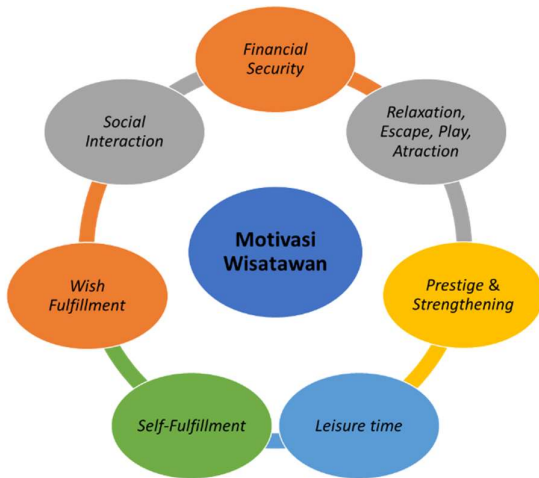 Financial
Security
Social
Interaction
Relaxation,
Escape, Play,
Atraction
Motivasi
Wisatawan
Wish
Fulfillment
Prestige &
Strengthening
Self-Fulfillment
Leisure time